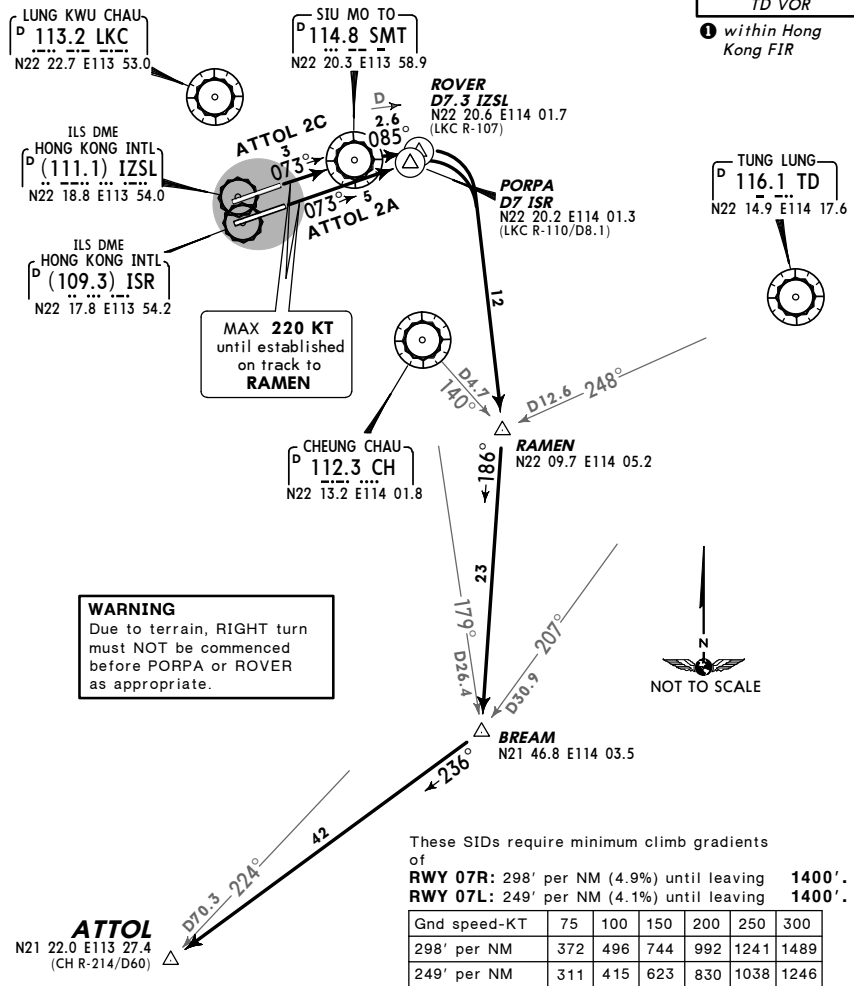 LUNG KWU CHAU
D 113.2 LKC
N22 22.7 E113 53.0
SIU MO TO
D 114.8 SMT
N22 20.3 E113 58.9
TD VOR
1 within Hong
Kong FIR
ROVER
D7.3 IZSL
N22 20.6 E114 01.7
(LKC R-107)
ILS DME
HONG KONG INTL
D (111.1) IZSL
N22 18.8 E113 54.0
ATTOL 2C
3
073°
D
2.6
085°
073°
5
ATTOL 2A
PORPA
D7 ISR
N22 20.2 E114 01.3
(LKC R-110/D8.1)
TUNG LUNG
D 116.1 TD
N22 14.9 E114 17.6
ILS DME
HONG KONG INTL
D (109.3) ISR
N22 17.8 E113 54.2
MAX 220 KT
until established
on track to
RAMEN
12
D4.7
140°
D12.6
248°
CHEUNG CHAU
D 112.3 CH
N22 13.2 E114 01.8
RAMEN
N22 09.7 E114 05.2
186°
23
179°
D26.4
207°
D30.9
WARNING
Due to terrain, RIGHT turn
must NOT be commenced
before PORPA or ROVER
as appropriate.
N
NOT TO SCALE
BREAM
N21 46.8 E114 03.5
236°
42
D70.3
224°
ATTOL
N21 22.0 E113 27.4
(CH R-214/D60)
These SIDs require minimum climb gradients
of
RWY 07R: 298' per NM (4.9%) until leaving 1400'.
RWY 07L: 249' per NM (4.1%) until leaving 1400'.
Gnd speed-KT 75 100 150 200 250 300
298' per NM 372 496 744 992 1241 1489
249' per NM 311 415 623 830 1038 1246